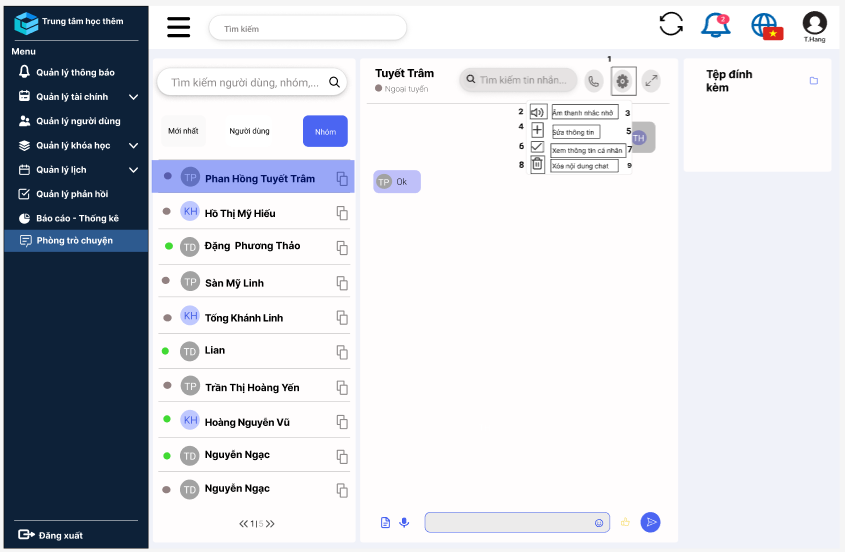 Trung tâm học thêm
Tìm kiếm
2
T.Hang
Menu
Quản lý thông báo
Quản lý tài chính
Quản lý người dùng
Quản lý khóa học
Quản lý lịch
Quản lý phản hồi
Báo cáo - Thống kê
Phòng trò chuyện
Đăng xuất
Tìm kiếm người dùng, nhóm,...
Mới nhất
Người dùng
Nhóm
TP Phan Hồng Tuyết Trâm
KH Hồ Thị Mỹ Hiếu
TD Đặng Phương Thảo
TP Sàn Mỹ Linh
KH Tống Khánh Linh
TD Lian
TP Trần Thị Hoàng Yến
KH Hoàng Nguyễn Vũ
TD Nguyễn Ngạc
TD Nguyễn Ngạc
1|5
Tuyết Trâm
Ngoại tuyến
Tìm kiếm tin nhắn...
1
2 Âm thanh nhắc nhở 3
4 Sửa thông tin 5
TH
6 Xem thông tin cá nhân 7
8 Xóa nội dung chat 9
TP Ok
Tệp đính
kèm